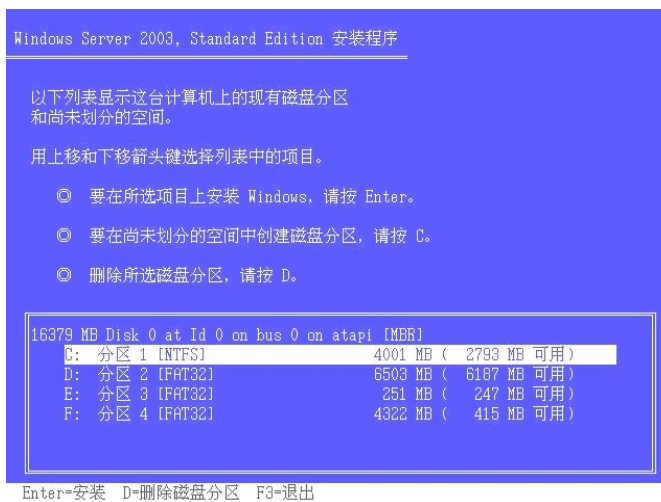 Windows Server 2003, Standard Edition 安装程序
以下列表显示这台计算机上的现有磁盘分区
和尚未划分的空间。
用上移和下移箭头键选择列表中的项目。
◎ 要在所选项目上安装 Windows，请按 Enter。
◎ 要在尚未划分的空间中创建磁盘分区，请按 C。
◎ 删除所选磁盘分区，请按 D。
16379 MB Disk 0 at Id 0 on bus 0 on atapi [MBR]
C: 分区 1 [NTFS] 4001 MB ( 2793 MB 可用)
D: 分区 2 [FAT32] 6503 MB ( 6187 MB 可用)
E: 分区 3 [FAT32] 251 MB ( 247 MB 可用)
F: 分区 4 [FAT32] 4322 MB ( 415 MB 可用)
Enter=安装 D=删除磁盘分区 F3=退出